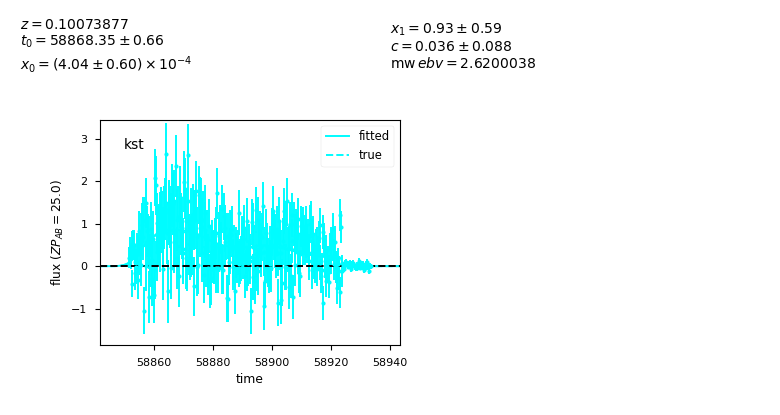 z = 0.10073877
t₀ = 58868.35 ± 0.66
x₀ = (4.04 ± 0.60) × 10⁻⁴
x₁ = 0.93 ± 0.59
c = 0.036 ± 0.088
mw ebv = 2.6200038
kst
fitted
true
flux (ZP_AB = 25.0)
3
2
1
0
−1
58860 58880 58900 58920 58940
time